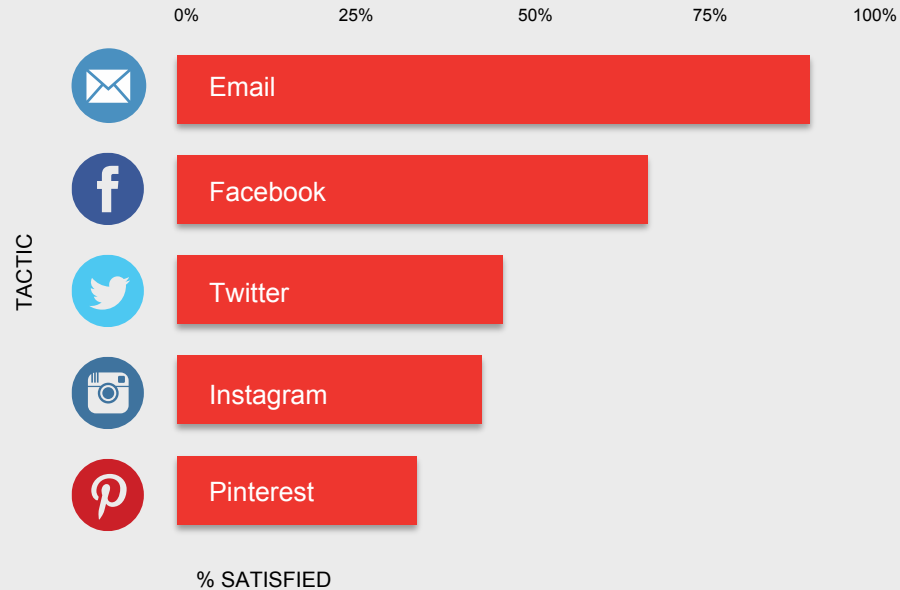 0% 25% 50% 75% 100%
Email
Facebook
TACTIC
Twitter
Instagram
Pinterest
% SATISFIED